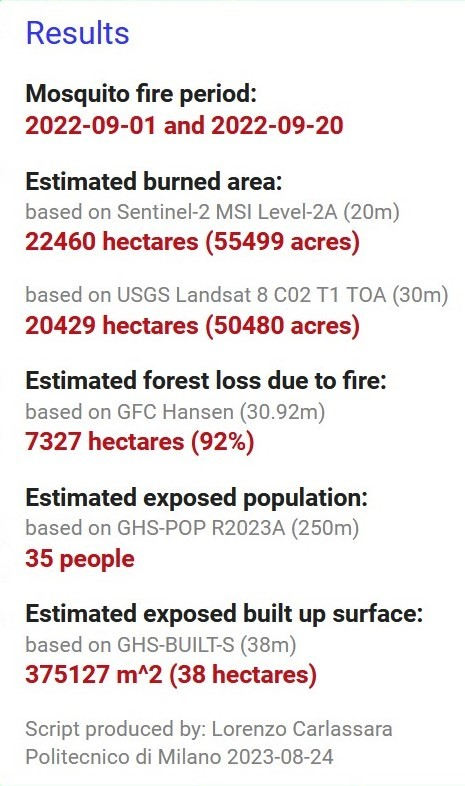 Results
Mosquito fire period:
2022-09-01 and 2022-09-20
Estimated burned area:
based on Sentinel-2 MSI Level-2A (20m)
22460 hectares (55499 acres)
based on USGS Landsat 8 C02 T1 TOA (30m)
20429 hectares (50480 acres)
Estimated forest loss due to fire:
based on GFC Hansen (30.92m)
7327 hectares (92%)
Estimated exposed population:
based on GHS-POP R2023A (250m)
35 people
Estimated exposed built up surface:
based on GHS-BUILT-S (38m)
375127 m^2 (38 hectares)
Script produced by: Lorenzo Carlassara
Politecnico di Milano 2023-08-24